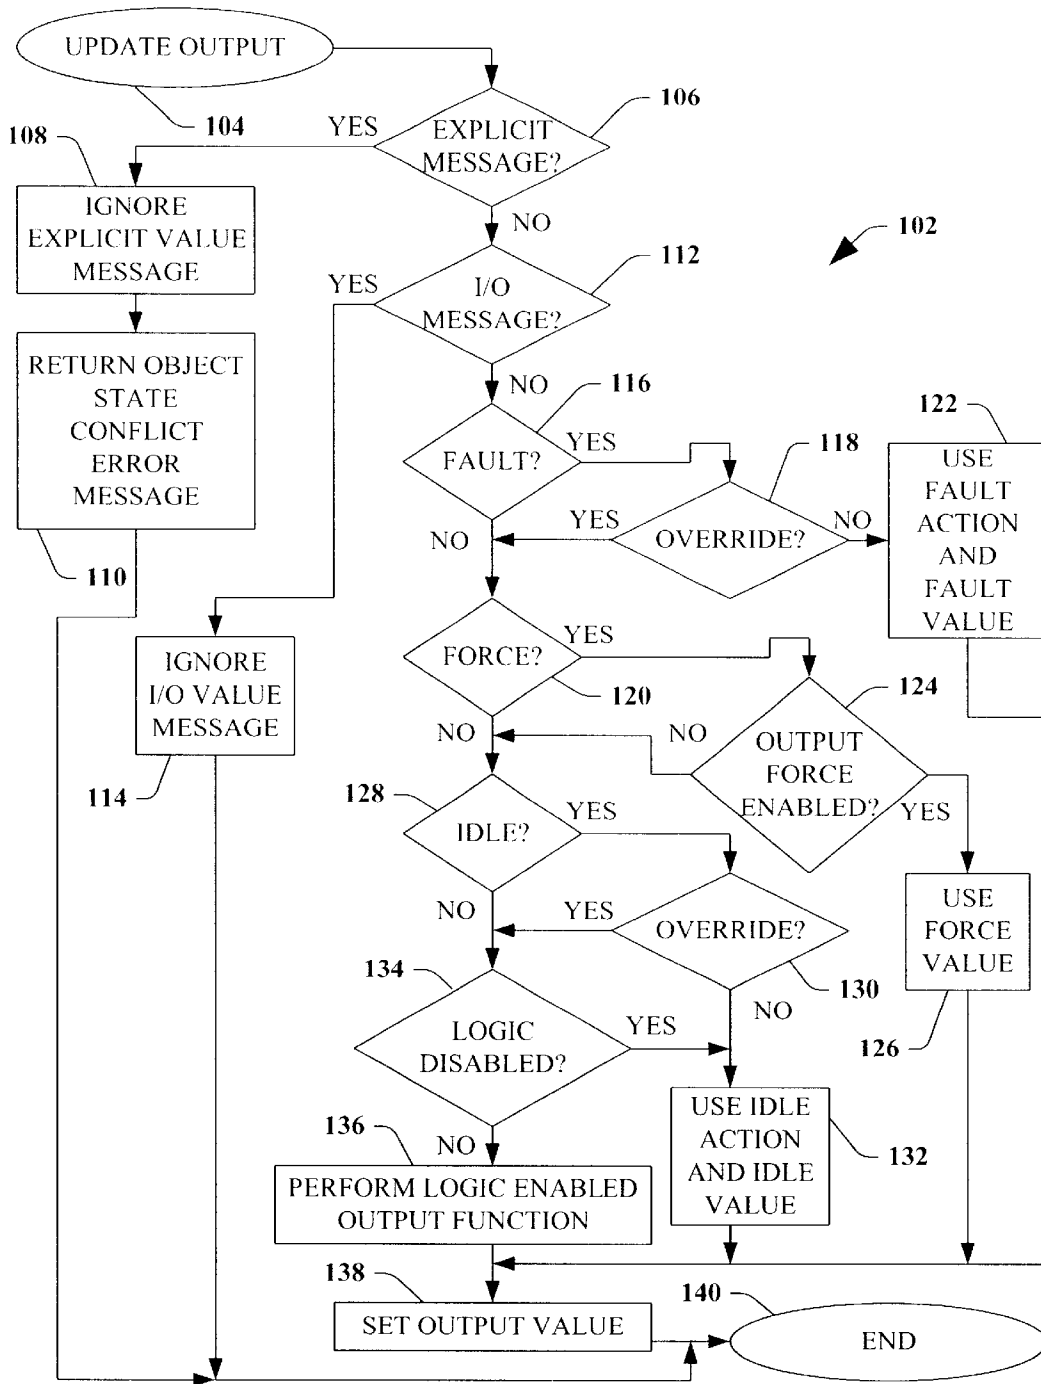 UPDATE OUTPUT
104
106
YES
EXPLICIT
MESSAGE?
108
IGNORE
EXPLICIT VALUE
MESSAGE
NO
102
112
YES
I/O
MESSAGE?
RETURN OBJECT
STATE
CONFLICT
ERROR
MESSAGE
110
NO
116
FAULT?
YES
118
122
USE
FAULT
ACTION
AND
FAULT
VALUE
NO
YES
OVERRIDE?
NO
FORCE?
YES
120
IGNORE
I/O VALUE
MESSAGE
114
124
NO
NO
OUTPUT
FORCE
ENABLED?
YES
128
IDLE?
YES
NO
YES
OVERRIDE?
130
USE
FORCE
VALUE
126
134
LOGIC
DISABLED?
YES
NO
136
NO
PERFORM LOGIC ENABLED
OUTPUT FUNCTION
USE IDLE
ACTION
AND IDLE
VALUE
132
138
SET OUTPUT VALUE
140
END